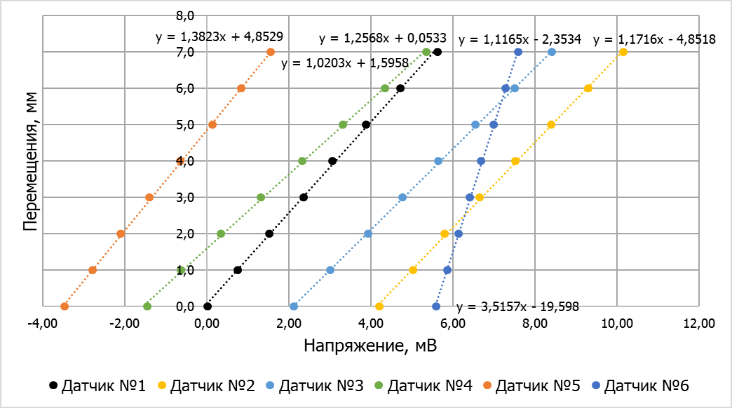 8,0
y = 1,3823x + 4,8529
y = 1,2568x + 0,0533
y = 1,1165x - 2,3534
y = 1,1716x - 4,8518
7,0
y = 1,0203x + 1,5958
6,0
5,0
4,0
3,0
2,0
1,0
0,0
y = 3,5157x - 19,598
-4,00 -2,00 0,00 2,00 4,00 6,00 8,00 10,00 12,00
Перемещения, мм
Напряжение, мВ
Датчик №1 Датчик №2 Датчик №3 Датчик №4 Датчик №5 Датчик №6